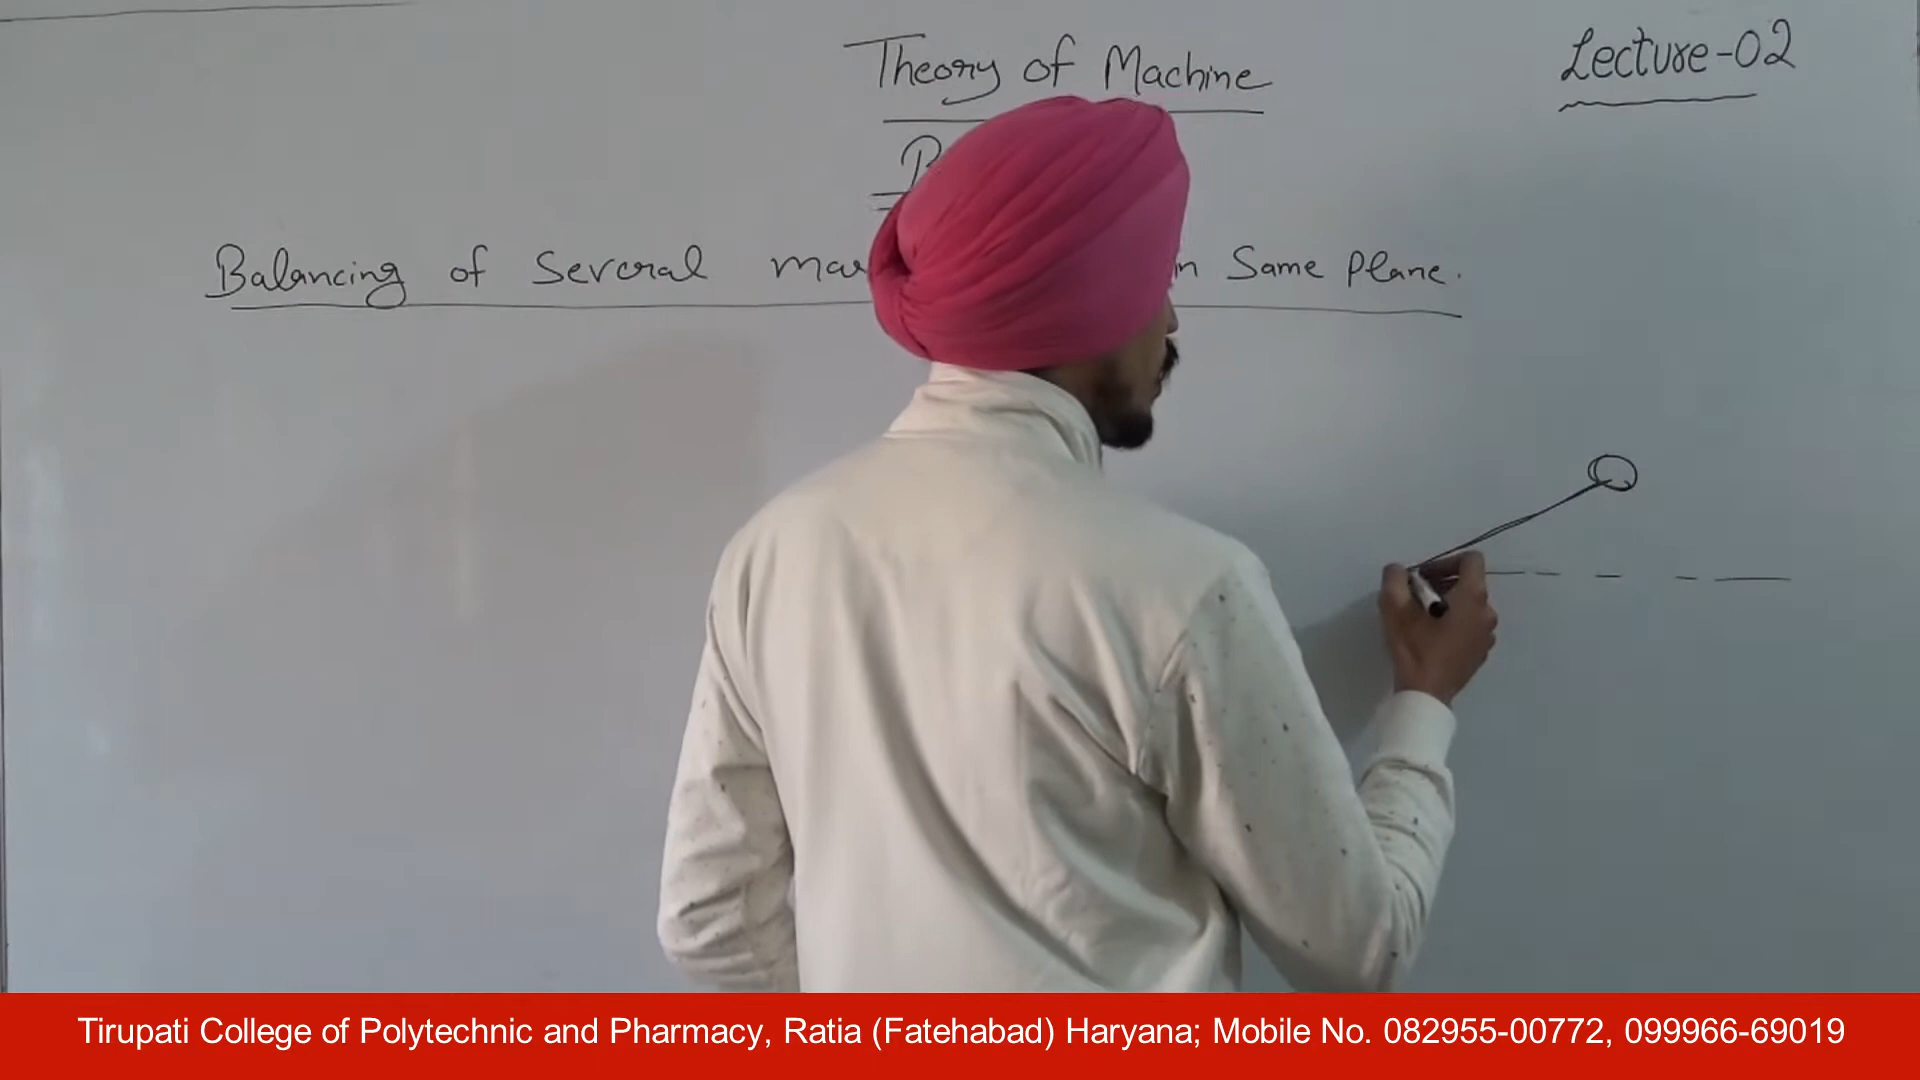 Theory of Machine
Lecture-02
Balancing of Several in Same Plane.
Tirupati College of Polytechnic and Pharmacy, Ratia (Fatehabad) Haryana; Mobile No. 082955-00772, 099966-69019